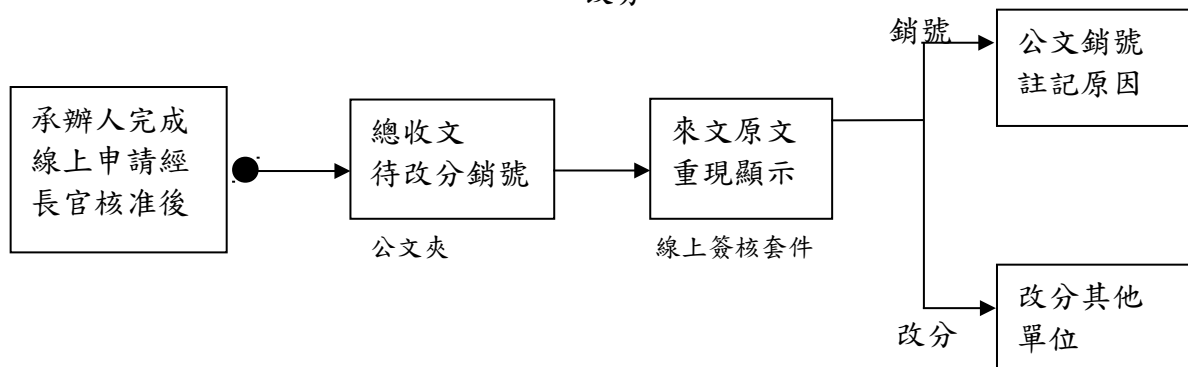 承辦人完成
線上申請經
長官核准後
總收文
待改分銷號
公文夾
來文原文
重現顯示
線上簽核套件
銷號
公文銷號
註記原因
改分
改分其他
單位